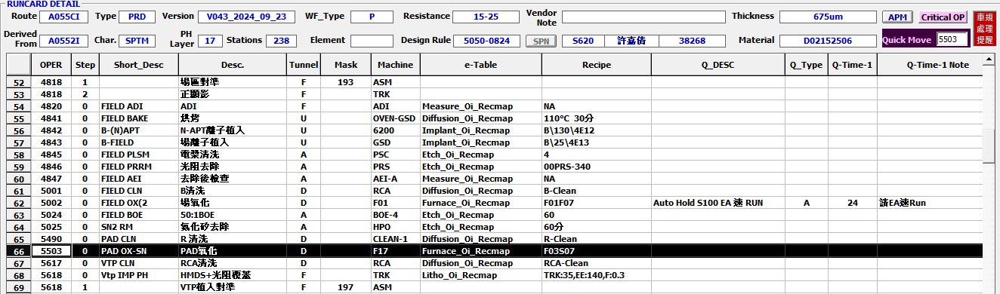 RUNCARD DETAIL
Route A055CI Type PRD Version V043_2024_09_23 WF_Type P Resistance 15-25 Vendor Note Thickness 675um APM Critical OP 重規處理提醒
Derived From A0552I Char. SPTM PH Layer 17 Stations 238 Element Design Rule 5050-0824 SPN S620 許嘉倩 38268 Material D02152506 Quick Move 5503
OPER Step Short_Desc Desc. Tunnel Mask Machine e-Table Recipe Q_DESC Q_Type Q-Time-1 Q-Time-1 Note
52 4818 1 場區對準 F 193 ASM
53 4818 2 正顯影 F TRK
54 4820 0 FIELD ADI ADI F ADI Measure_Oi_Recmap NA
55 4841 0 FIELD BAKE 烘烤 U OVEN-GSD Diffusion_Oi_Recmap 110°C 30分
56 4842 0 B-(N)APT N-APT離子植入 U 6200 Implant_Oi_Recmap B\130\4E12
57 4843 0 B-FIELD 場離子植入 U GSD Implant_Oi_Recmap B\25\4E13
58 4845 0 FIELD PLSM 電漿清洗 A PSC Etch_Oi_Recmap 4
59 4846 0 FIELD PRRM 光阻去除 A PRS Etch_Oi_Recmap 00PRS-340
60 4847 0 FIELD AEI 去除後檢查 A AEI-A Measure_Oi_Recmap NA
61 5001 0 FIELD CLN B清洗 D RCA Diffusion_Oi_Recmap B-Clean
62 5002 0 FIELD OX(2 場氧化 D F01 Furnace_Oi_Recmap F01F07 Auto Hold S100 EA 速 RUN A 24 請EA速Run
63 5024 0 FIELD BOE 50:1BOE A BOE-4 Etch_Oi_Recmap 60
64 5025 0 SN2 RM 氮化矽去除 A HPO Etch_Oi_Recmap 60分
65 5490 0 PAD CLN R 清洗 D CLEAN-1 Diffusion_Oi_Recmap R-Clean
66 5503 0 PAD OX-SN PAD氧化 D F17 Furnace_Oi_Recmap F03S07
67 5617 0 VTP CLN RCA清洗 D RCA Diffusion_Oi_Recmap RCA-Clean
68 5618 0 Vtp IMP PH HMDS+光阻覆蓋 F TRK Litho_Oi_Recmap TRK:35,EE:140,F:0.3
69 5618 1 VTP植入對準 F 197 ASM